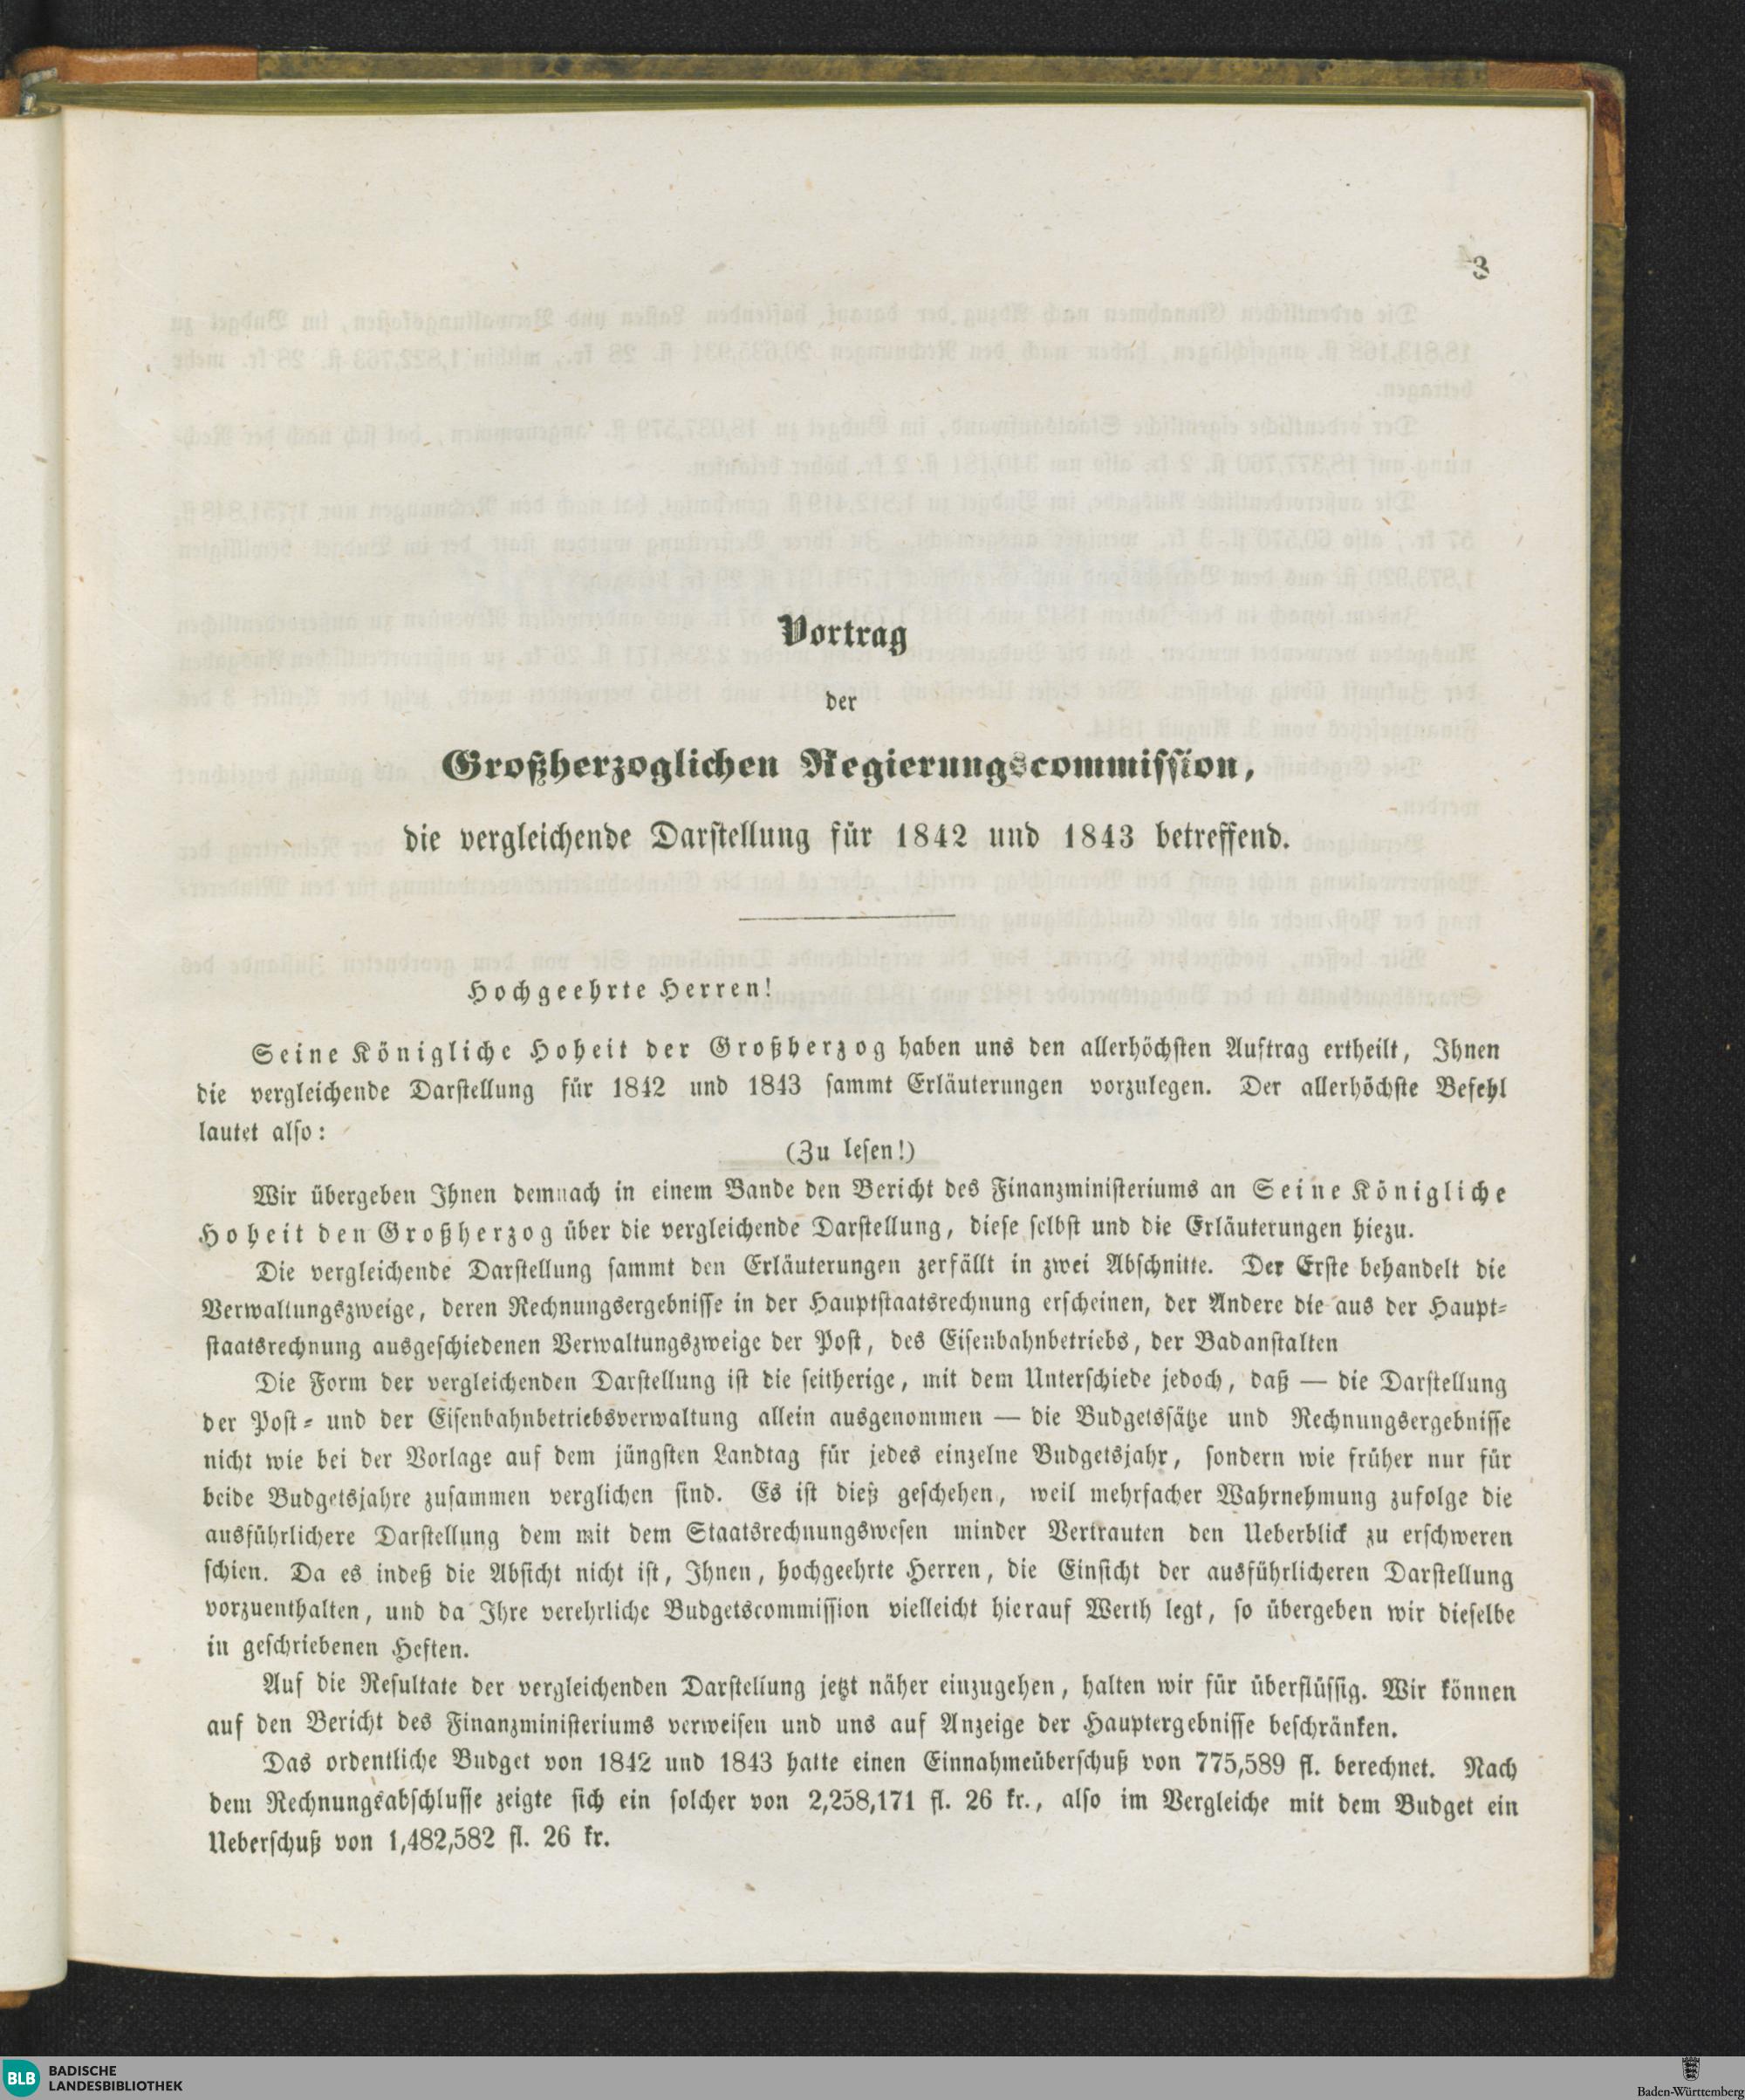 3
Vortrag
der
Großherzoglichen Regierungscommission,
die vergleichende Darstellung für 1842 und 1843 betreffend.
Hochgeehrte Herren!
Seine Königliche Hoheit der Großherzog haben uns den allerhöchsten Auftrag ertheilt, Ihnen
die vergleichende Darstellung für 1842 und 1843 sammt Erläuterungen vorzulegen. Der allerhöchste Befehl
lautet also:
(Zu lesen!)
Wir übergeben Ihnen demnach in einem Bande den Bericht des Finanzministeriums an Seine Königliche
Hoheit den Großherzog über die vergleichende Darstellung, diese selbst und die Erläuterungen hiezu.
Die vergleichende Darstellung sammt den Erläuterungen zerfällt in zwei Abschnitte. Der Erste behandelt die
Verwaltungszweige, deren Rechnungsergebnisse in der Hauptstaatsrechnung erscheinen, der Andere die aus der Haupt-
staatsrechnung ausgeschiedenen Verwaltungszweige der Post, des Eisenbahnbetriebs, der Badanstalten
Die Form der vergleichenden Darstellung ist die seitherige, mit dem Unterschiede jedoch, daß — die Darstellung
der Post- und der Eisenbahnbetriebsverwaltung allein ausgenommen — die Budgetssätze und Rechnungsergebnisse
nicht wie bei der Vorlage auf dem jüngsten Landtag für jedes einzelne Budgetsjahr, sondern wie früher nur für
beide Budgetsjahre zusammen verglichen sind. Es ist dieß geschehen, weil mehrfacher Wahrnehmung zufolge die
ausführlichere Darstellung dem mit dem Staatsrechnungswesen minder Vertrauten den Ueberblick zu erschweren
schien. Da es indeß die Absicht nicht ist, Ihnen, hochgeehrte Herren, die Einsicht der ausführlicheren Darstellung
vorzuenthalten, und da Ihre verehrliche Budgetscommission vielleicht hierauf Werth legt, so übergeben wir dieselbe
in geschriebenen Heften.
Auf die Resultate der vergleichenden Darstellung jetzt näher einzugehen, halten wir für überflüssig. Wir können
auf den Bericht des Finanzministeriums verweisen und uns auf Anzeige der Hauptergebnisse beschränken.
Das ordentliche Budget von 1842 und 1843 hatte einen Einnahmeüberschuß von 775,589 fl. berechnet. Nach
dem Rechnungsabschlusse zeigte sich ein solcher von 2,258,171 fl. 26 kr., also im Vergleiche mit dem Budget ein
Ueberschuß von 1,482,582 fl. 26 kr.
BLB BADISCHE
LANDESBIBLIOTHEK
Baden-Württemberg